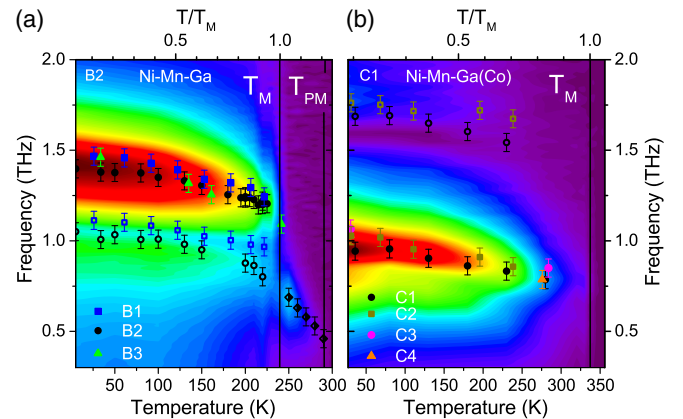 (a)
T/T_M
0.0 0.5 1.0
B2 Ni-Mn-Ga T_M T_PM
2.0
1.5
1.0
0.5
Frequency (THz)
B1
B2
B3
50 100 150 200 250 300
Temperature (K)
(b)
T/T_M
0.5 1.0
C1 Ni-Mn-Ga(Co) T_M
2.0
1.5
1.0
0.5
Frequency (THz)
C1
C2
C3
C4
50 100 150 200 250 300 350
Temperature (K)